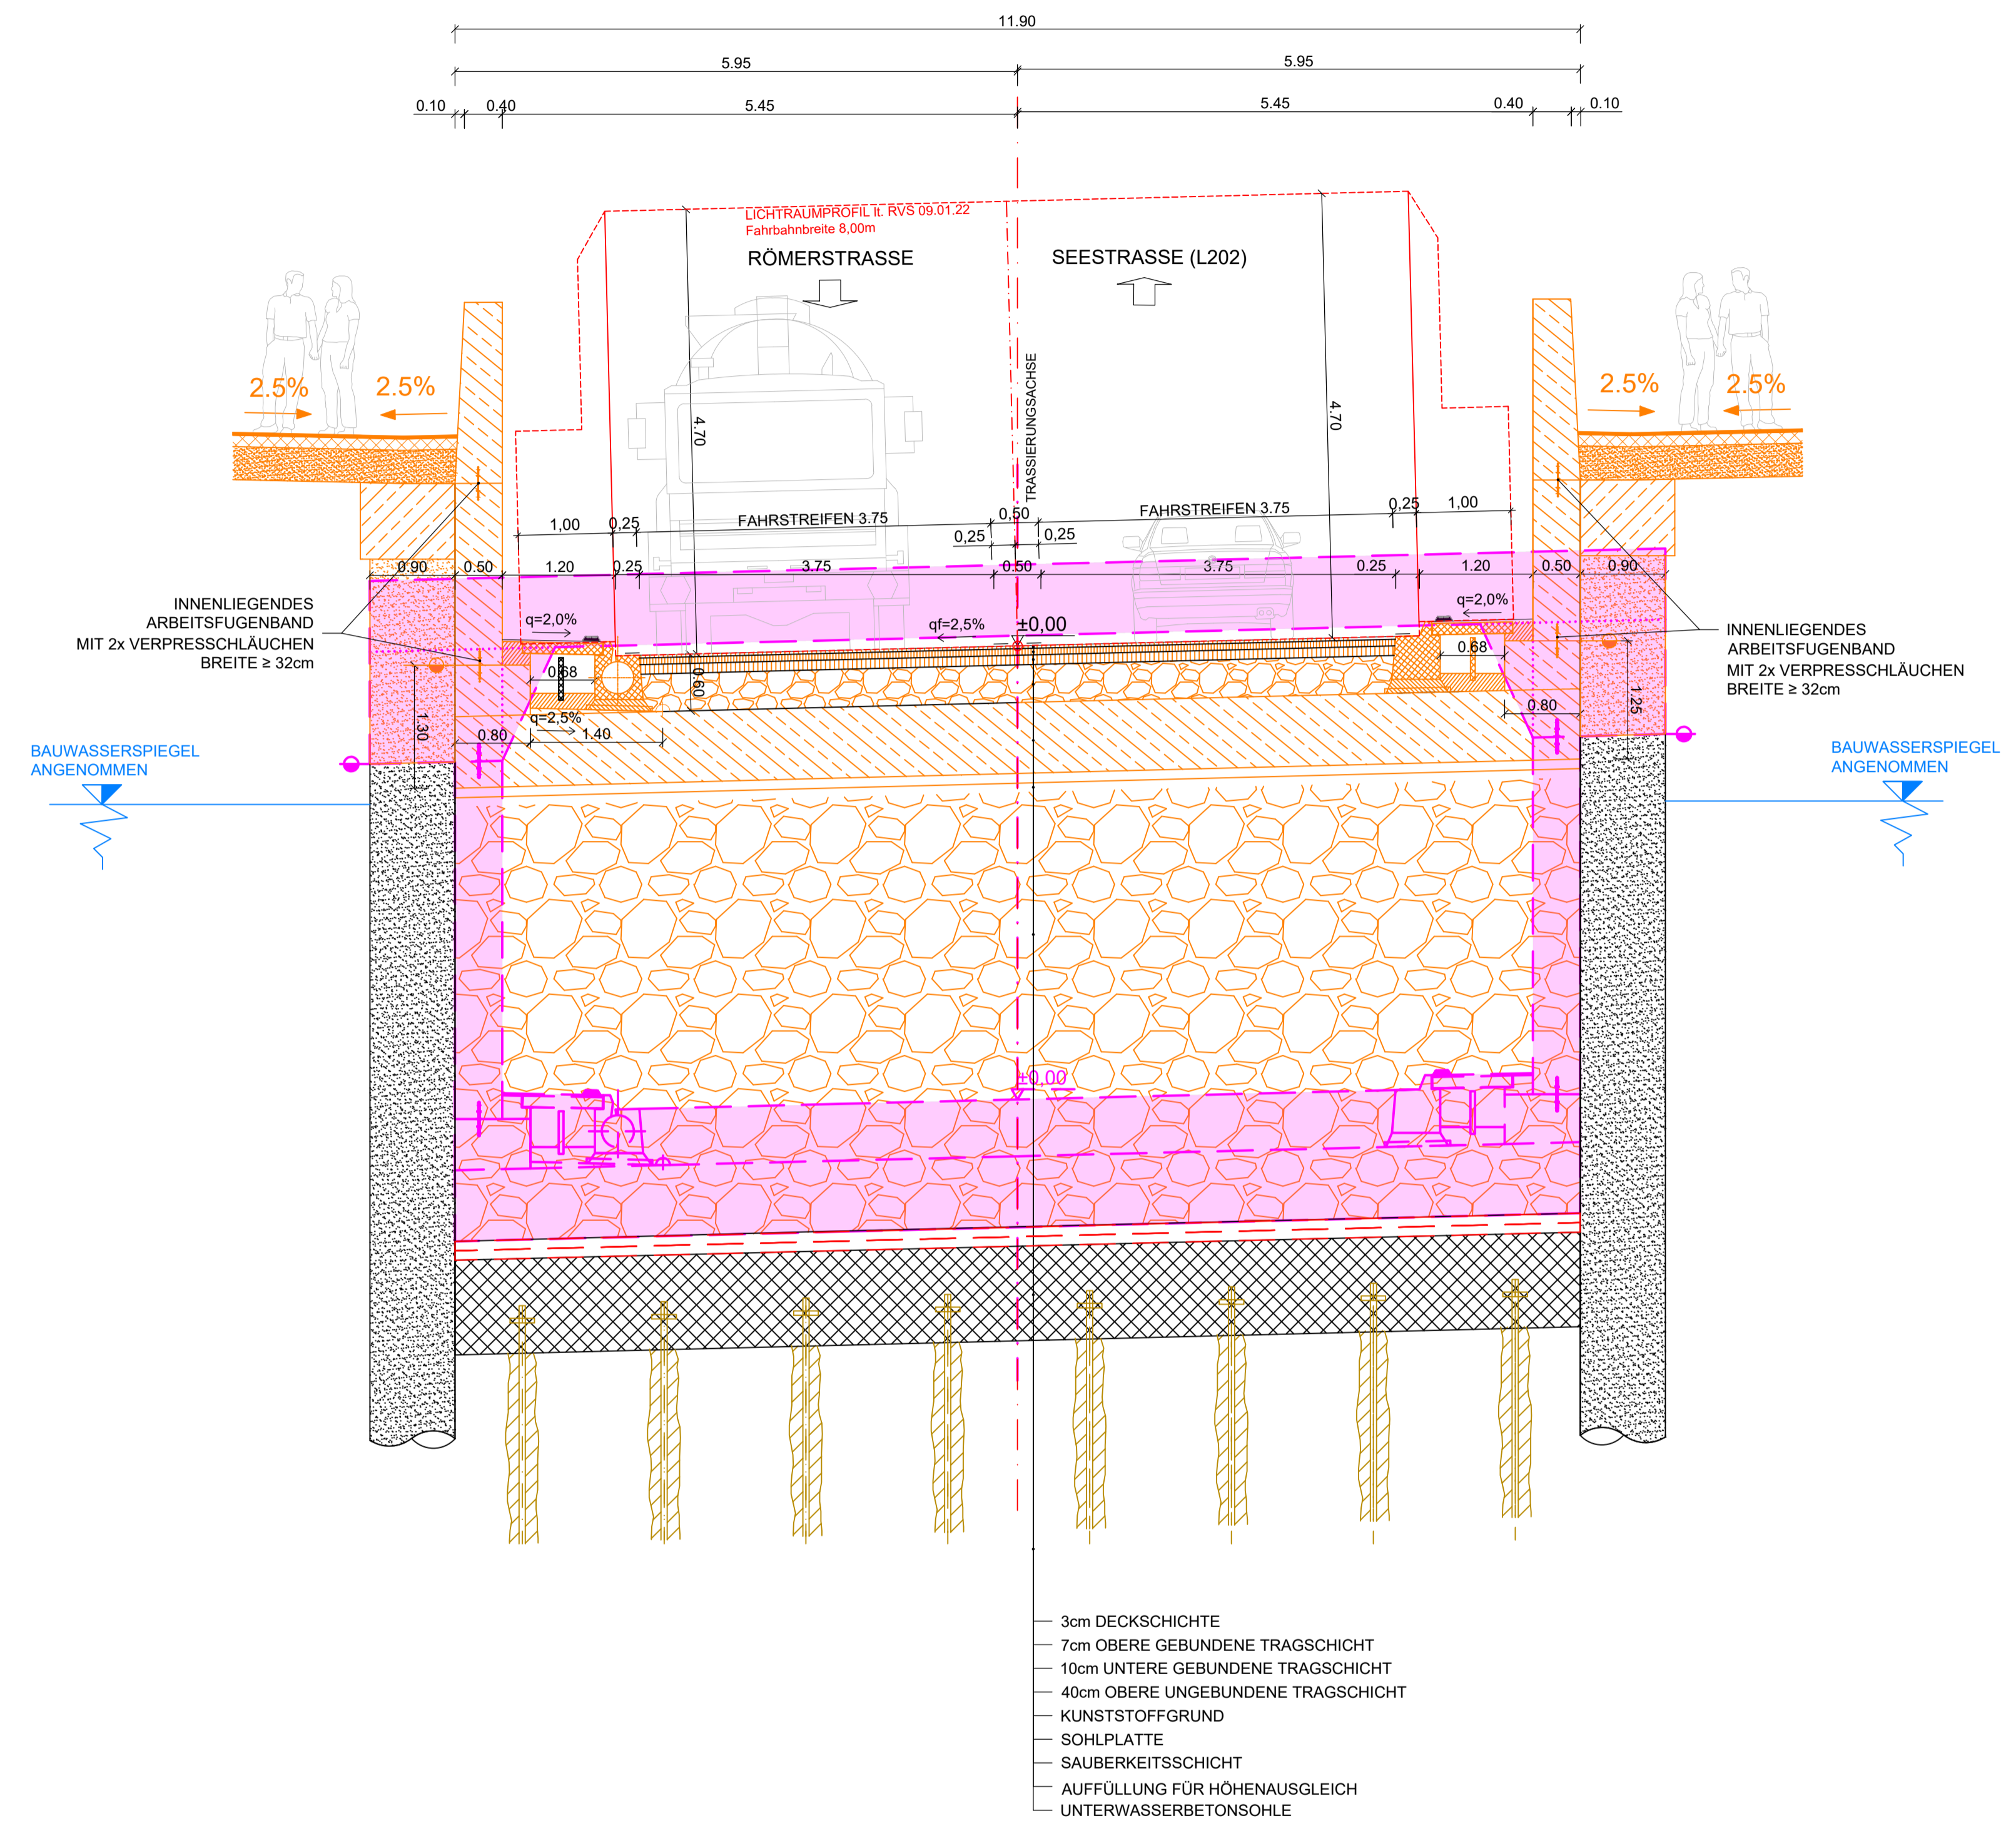 11.90
5.95
5.95
0.10
0.40
5.45
5.45
0.40
0.10
LICHTRAUMPROFIL lt. RVS 09.01.22
Fahrbahnbreite 8,00m
RÖMERSTRASSE
SEESTRASSE (L202)
TRASSIERUNGSACHSE
4.70
4.70
2.5%
2.5%
2.5%
2.5%
1,00
0,25
FAHRSTREIFEN 3.75
0,50
FAHRSTREIFEN 3.75
0,25
1,00
0,25
0,25
0.90
0.50
1.20
0.25
3.75
0.50
3.75
0.25
1.20
0.50
0.90
INNENLIEGENDES
ARBEITSFUGENBAND
MIT 2x VERPRESSCHLÄUCHEN
BREITE ≥ 32cm
q=2,0%
qf=2,5%
±0,00
q=2,0%
INNENLIEGENDES
ARBEITSFUGENBAND
MIT 2x VERPRESSCHLÄUCHEN
BREITE ≥ 32cm
0.68
0.60
0.68
1.30
q=2,5%
0.80
1.40
0.80
1.25
BAUWASSERSPIEGEL
ANGENOMMEN
BAUWASSERSPIEGEL
ANGENOMMEN
±0,00
3cm DECKSCHICHTE
7cm OBERE GEBUNDENE TRAGSCHICHT
10cm UNTERE GEBUNDENE TRAGSCHICHT
40cm OBERE UNGEBUNDENE TRAGSCHICHT
KUNSTSTOFFGRUND
SOHLPLATTE
SAUBERKEITSSCHICHT
AUFFÜLLUNG FÜR HÖHENAUSGLEICH
UNTERWASSERBETONSOHLE